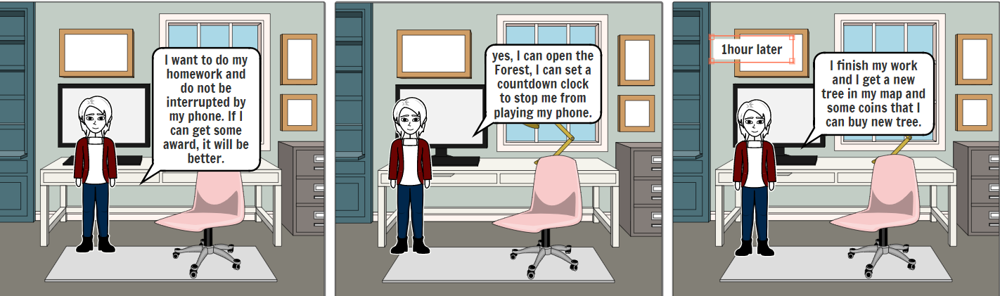 I want to do my
homework and
do not be
interrupted by
my phone. If I
can get some
award, it will be
better.
yes, I can open the
Forest, I can set a
countdown clock
to stop me from
playing my phone.
1hour later
I finish my work
and I get a new
tree in my map and
some coins that I
can buy new tree.